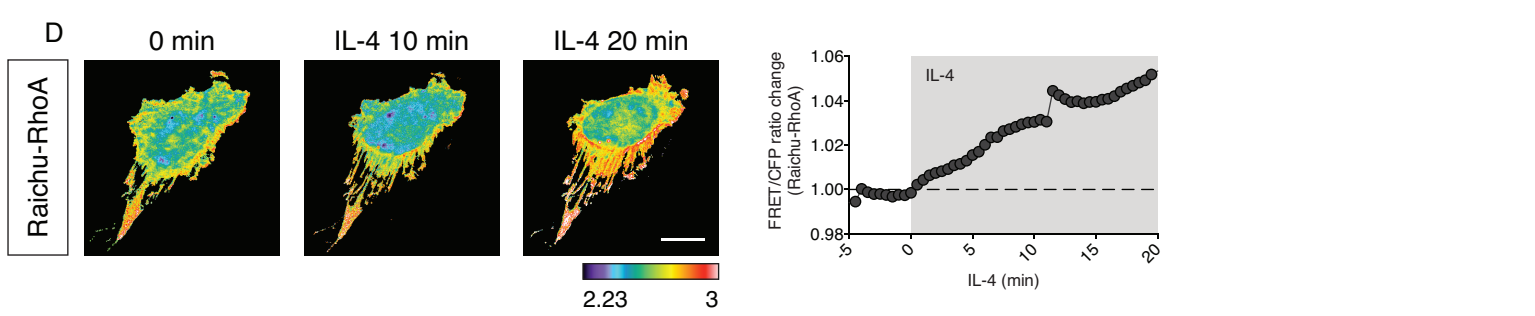 D
0 min
IL-4 10 min
IL-4 20 min
Raichu-RhoA
2.23
3
FRET/CFP ratio change
(Raichu-RhoA)
1.06
1.04
1.02
1.00
0.98
IL-4
-5
0
5
10
15
20
IL-4 (min)